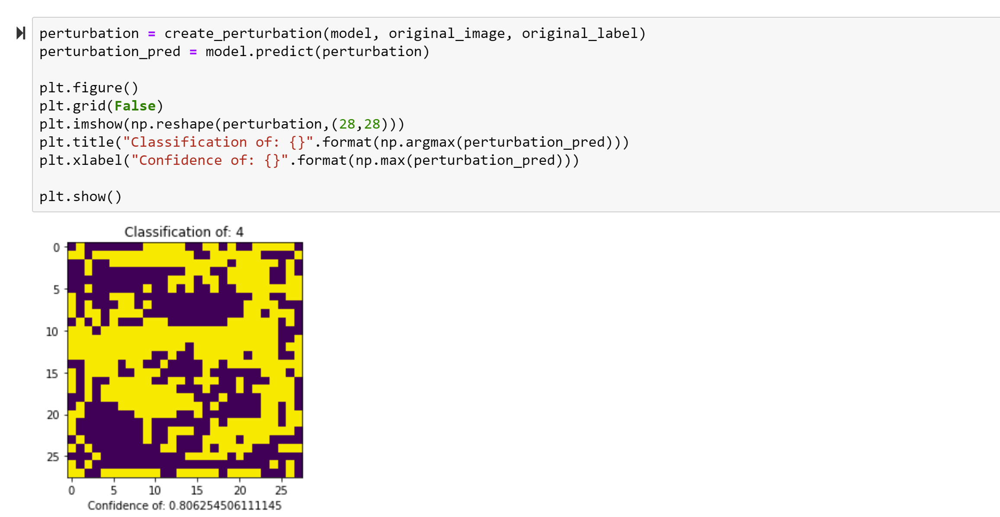 perturbation = create_perturbation(model, original_image, original_label)
perturbation_pred = model.predict(perturbation)
plt.figure()
plt.grid(False)
plt.imshow(np.reshape(perturbation,(28,28)))
plt.title("Classification of: {}".format(np.argmax(perturbation_pred)))
plt.xlabel("Confidence of: {}".format(np.max(perturbation_pred)))
plt.show()
Classification of: 4
0
5
10
15
20
25
0 5 10 15 20 25
Confidence of: 0.806254506111145